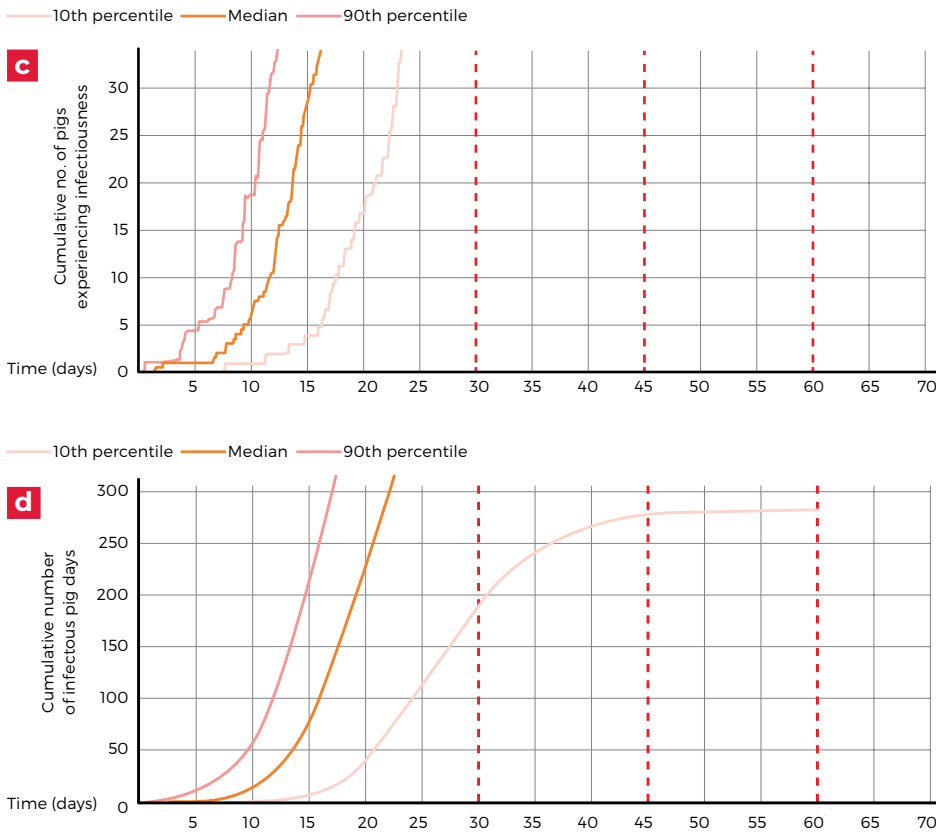 10th percentile Median 90th percentile
c
Cumulative no. of pigs
experiencing infectiousness
30
25
20
15
10
5
0
Time (days)
5 10 15 20 25 30 35 40 45 50 55 60 65 70
10th percentile Median 90th percentile
d
Cumulative number
of infectous pig days
300
250
200
150
100
50
0
Time (days)
5 10 15 20 25 30 35 40 45 50 55 60 65 70